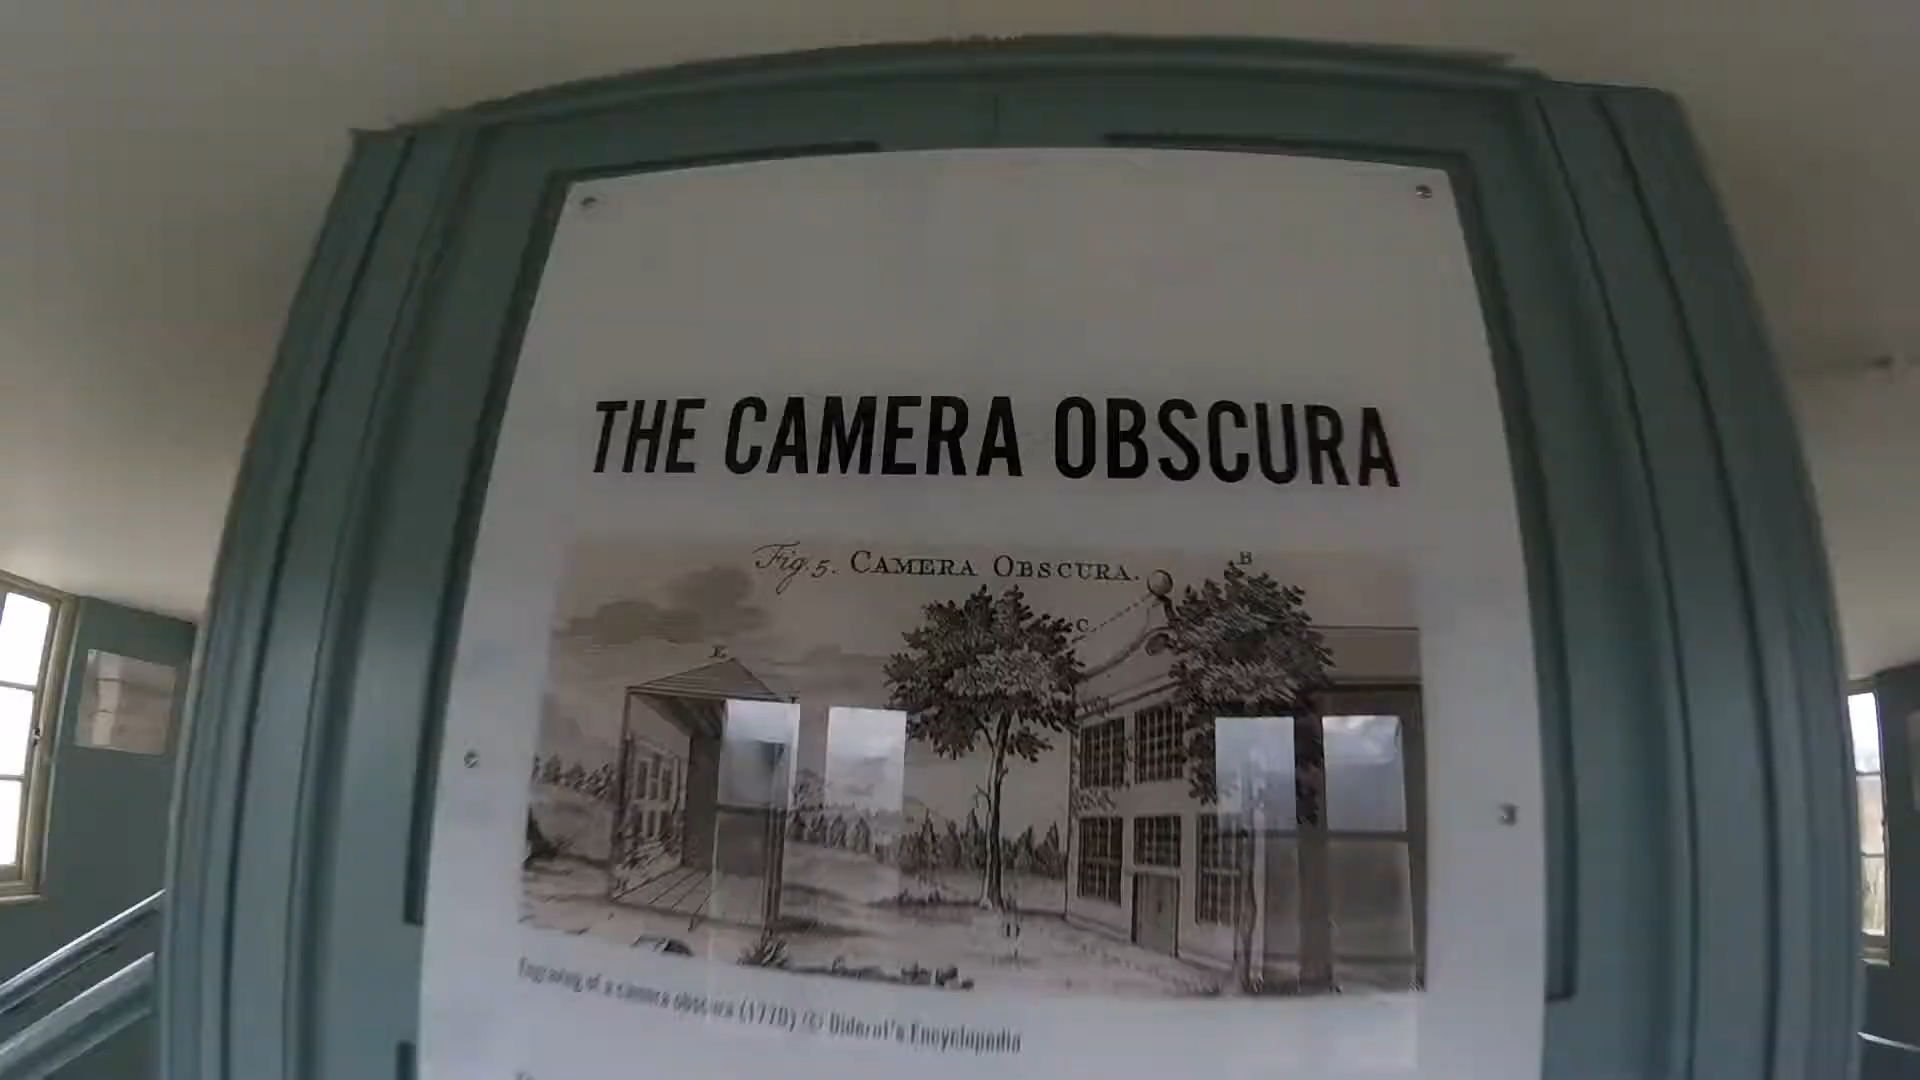 THE CAMERA OBSCURA
Fig. 5. CAMERA OBSCURA.
B
C
E
Engraving of a camera obscura (1770) © Diderot's Encyclopedia